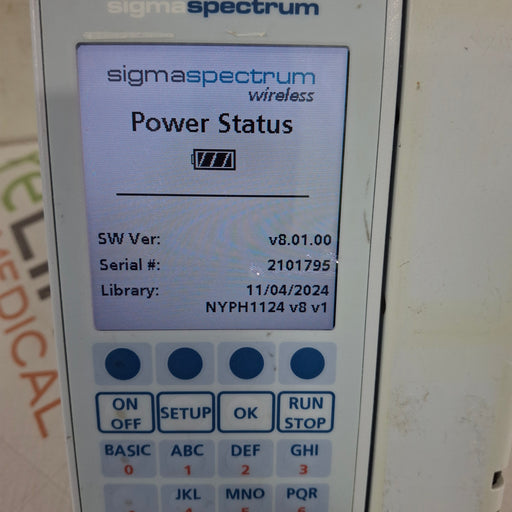 sigmaspectrum
sigmaspectrum
wireless
Power Status
SW Ver: v8.01.00
Serial #: 2101795
Library: 11/04/2024
NYPH1124 v8 v1
ON OFF
SETUP
OK
RUN STOP
BASIC 0
ABC 1
DEF 2
GHI 3
JKL
MNO
PQR
MEDICAL